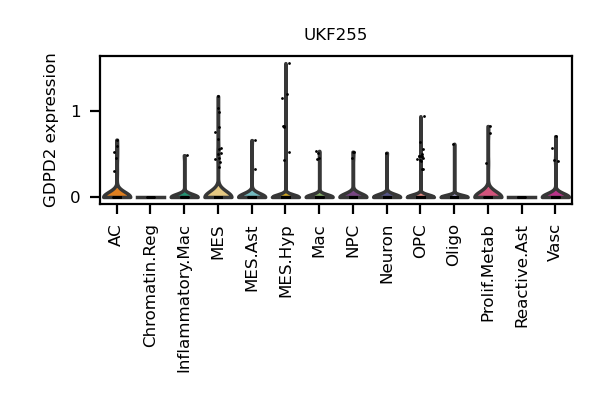 UKF255
GDPD2 expression
1
0
AC
Chromatin.Reg
Inflammatory.Mac
MES
MES.Ast
MES.Hyp
Mac
NPC
Neuron
OPC
Oligo
Prolif.Metab
Reactive.Ast
Vasc